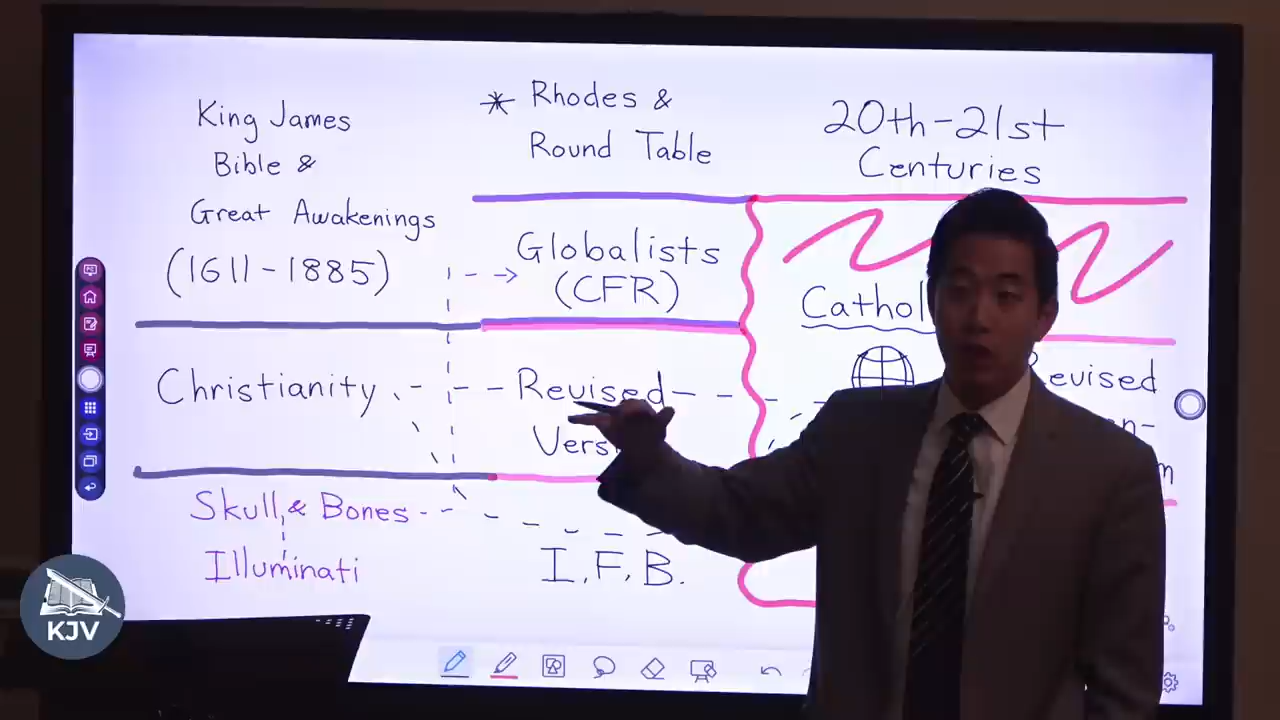 King James
Bible &
Great Awakenings
(1611-1885)
* Rhodes &
Round Table
20th-21st
Centuries
Globalists
(CFR)
Christianity
Revised
Vers
Cathol
evised
n-
m
Skull & Bones
Illuminati
I.F.B.
KJV